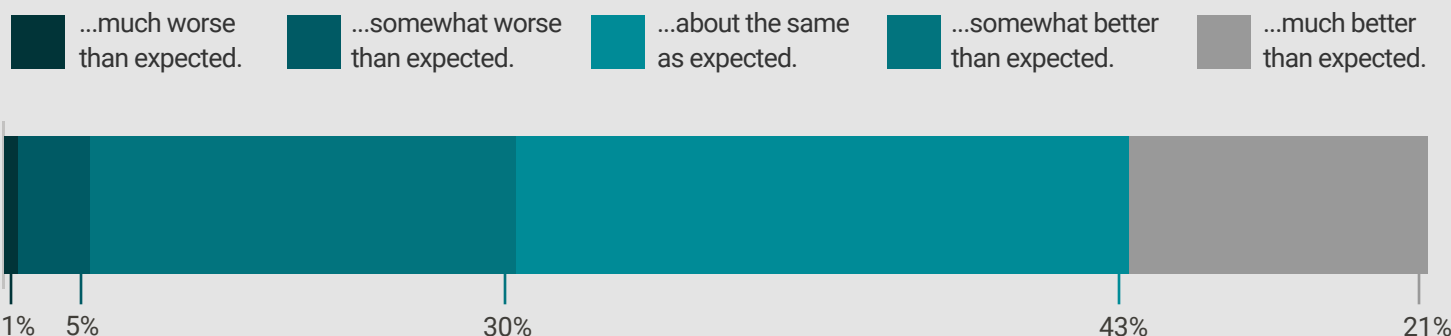 ...much worse
than expected.
...somewhat worse
than expected.
...about the same
as expected.
...somewhat better
than expected.
...much better
than expected.
1%
5%
30%
43%
21%